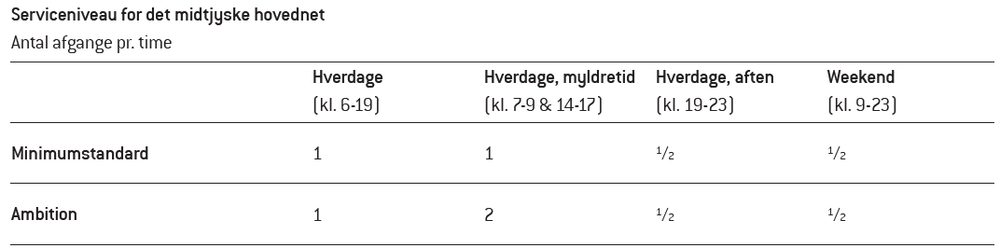 Serviceniveau for det midtjyske hovednet
Antal afgange pr. time
Hverdage Hverdage, myldretid Hverdage, aften Weekend
(kl. 6-19) (kl. 7-9 & 14-17) (kl. 19-23) (kl. 9-23)
Minimumstandard 1 1 ½ ½
Ambition 1 2 ½ ½